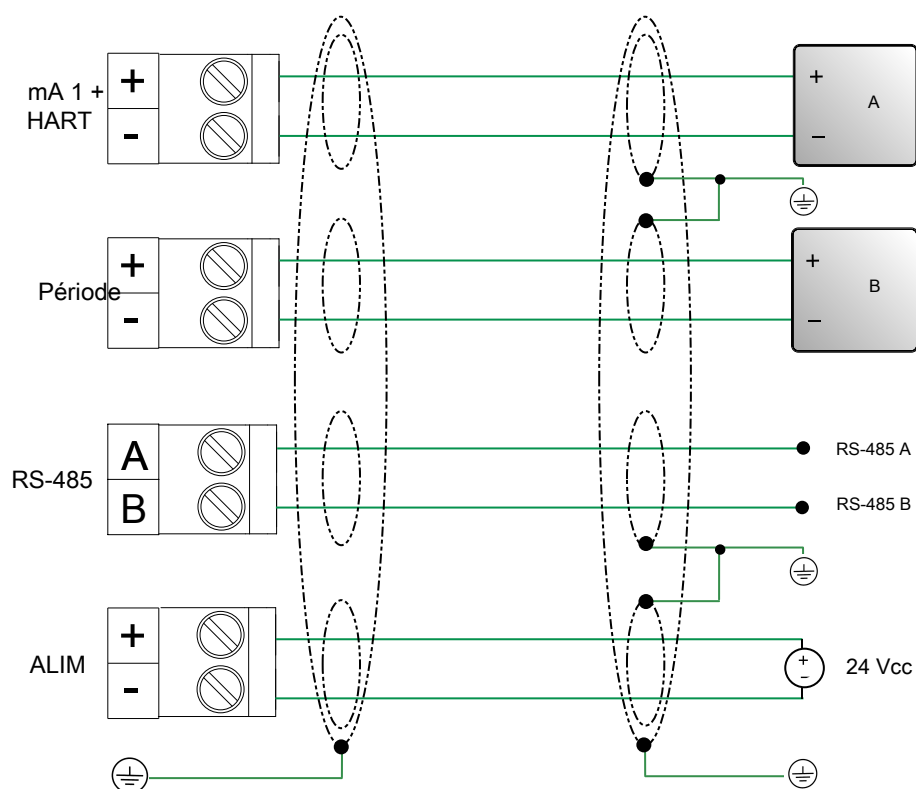 mA 1 +
HART
+
-
+
–
A
Période
+
-
+
–
B
RS-485
A
B
RS-485 A
RS-485 B
ALIM
+
-
+
-
24 Vcc